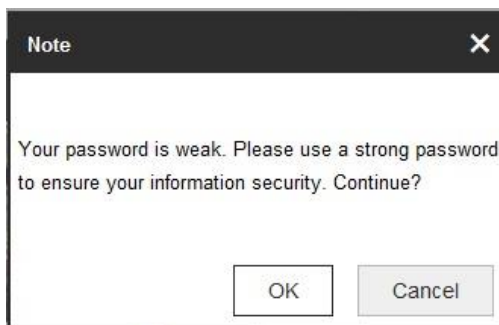 Note
Your password is weak. Please use a strong password
to ensure your information security. Continue?
OK
Cancel